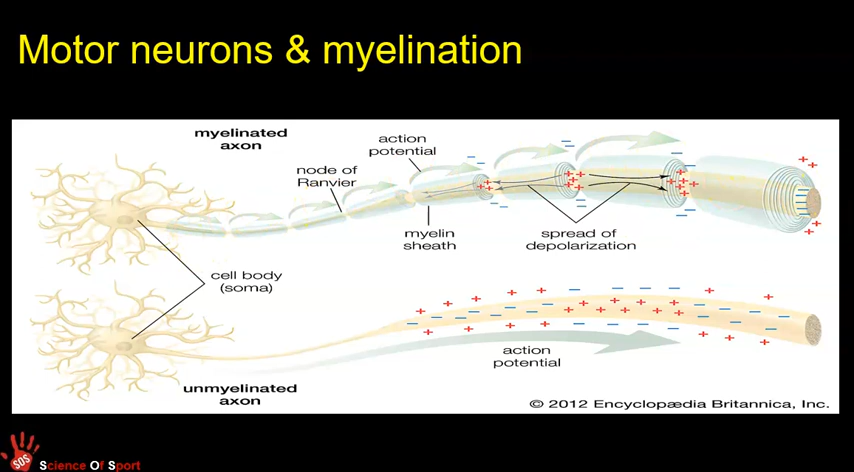 Motor neurons & myelination
myelinated
axon
action
potential
node of
Ranvier
myelin
sheath
spread of
depolarization
cell body
(soma)
action
potential
unmyelinated
axon
© 2012 Encyclopædia Britannica, Inc.
SOS
Science Of Sport